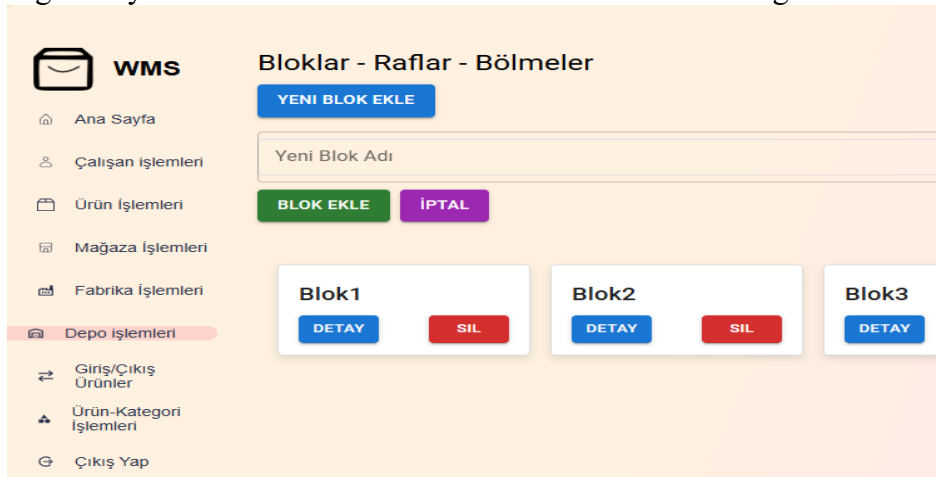 WMS
Ana Sayfa
Çalışan işlemleri
Ürün İşlemleri
Mağaza İşlemleri
Fabrika İşlemleri
Depo işlemleri
Giriş/Çıkış
Ürünler
Ürün-Kategori
İşlemleri
Çıkış Yap
Bloklar - Raflar - Bölmeler
YENI BLOK EKLE
Yeni Blok Adı
BLOK EKLE İPTAL
Blok1 Blok2 Blok3
DETAY SIL DETAY SIL DETAY